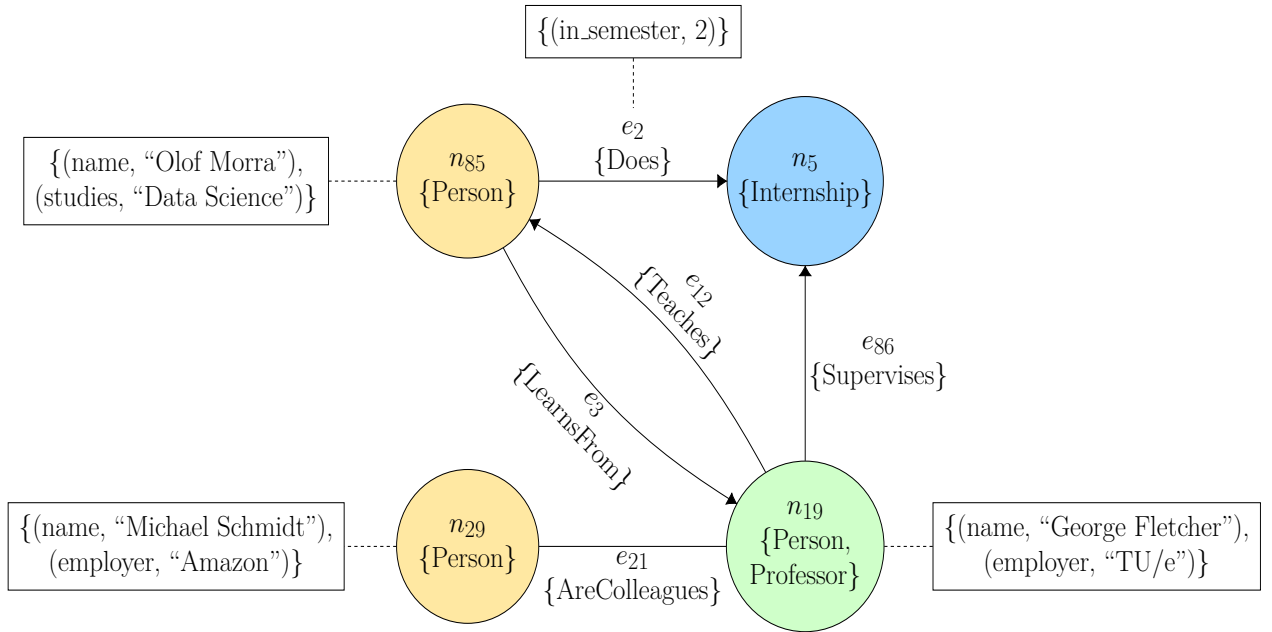 {(in_semester, 2)}
{(name, “Olof Morra”),
(studies, “Data Science”)}
n85
{Person}
e2
{Does}
n5
{Internship}
e12
{Teaches}
e3
{LearnsFrom}
e86
{Supervises}
{(name, “Michael Schmidt”),
(employer, “Amazon”)}
n29
{Person}
e21
{AreColleagues}
n19
{Person,
Professor}
{(name, “George Fletcher”),
(employer, “TU/e”)}